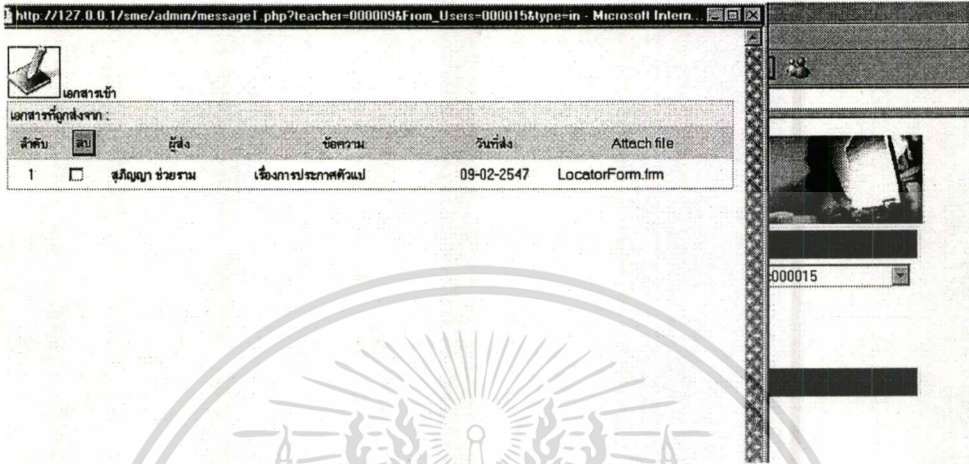 http://127.0.0.1/sme/admin/messageT.php?teacher=000009&From_Users=000015&type=in - Microsoft Intern...
เอกสารเข้า
เอกสารที่ถูกส่งจาก :
ลำดับ ลบ ผู้ส่ง ข้อความ วันที่ส่ง Attach file
1 สุภิญญา ช่วยราม เรื่องการประกาศตัวแป 09-02-2547 LocatorForm.frm
:000015